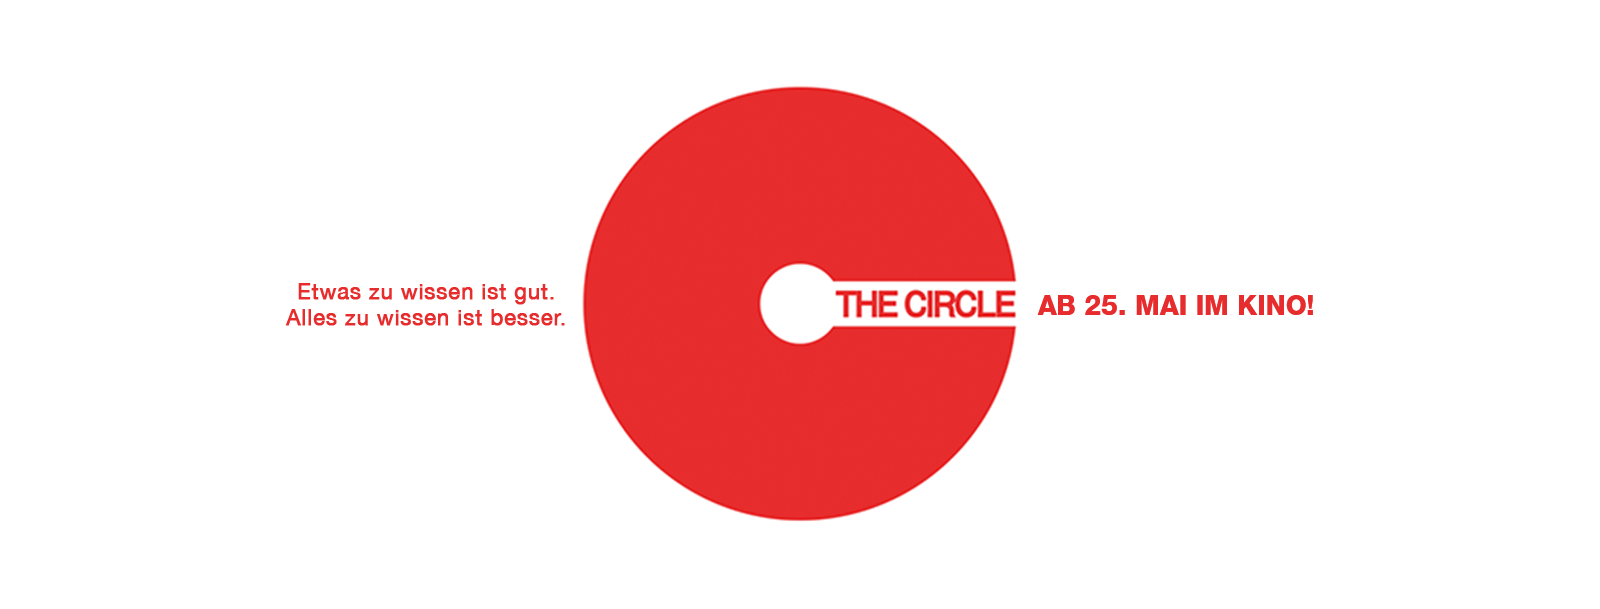 Etwas zu wissen ist gut.
Alles zu wissen ist besser.
THE CIRCLE
AB 25. MAI IM KINO!